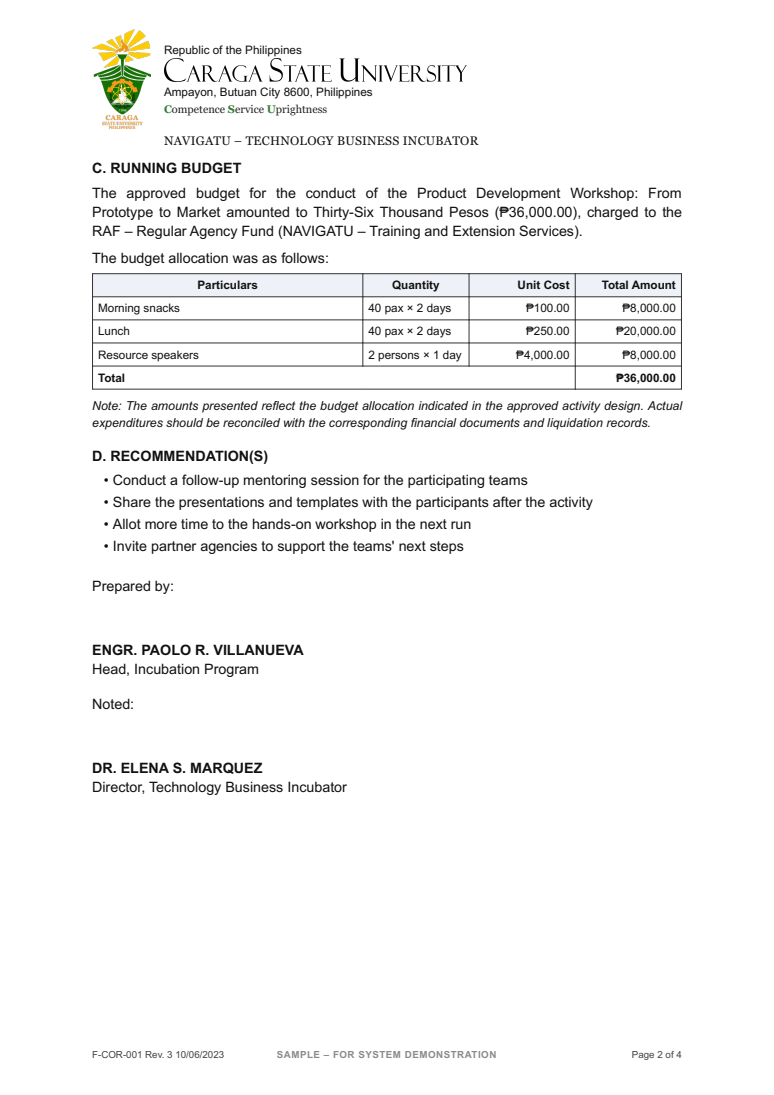 Republic of the Philippines
CARAGA STATE UNIVERSITY
Ampayon, Butuan City 8600, Philippines
Competence Service Uprightness
CARAGA
STATE UNIVERSITY
PHILIPPINES
NAVIGATU – TECHNOLOGY BUSINESS INCUBATOR
C. RUNNING BUDGET
The approved budget for the conduct of the Product Development Workshop: From
Prototype to Market amounted to Thirty-Six Thousand Pesos (₱36,000.00), charged to the
RAF – Regular Agency Fund (NAVIGATU – Training and Extension Services).
The budget allocation was as follows:
Particulars Quantity Unit Cost Total Amount
Morning snacks 40 pax × 2 days ₱100.00 ₱8,000.00
Lunch 40 pax × 2 days ₱250.00 ₱20,000.00
Resource speakers 2 persons × 1 day ₱4,000.00 ₱8,000.00
Total ₱36,000.00
Note: The amounts presented reflect the budget allocation indicated in the approved activity design. Actual
expenditures should be reconciled with the corresponding financial documents and liquidation records.
D. RECOMMENDATION(S)
• Conduct a follow-up mentoring session for the participating teams
• Share the presentations and templates with the participants after the activity
• Allot more time to the hands-on workshop in the next run
• Invite partner agencies to support the teams' next steps
Prepared by:
ENGR. PAOLO R. VILLANUEVA
Head, Incubation Program
Noted:
DR. ELENA S. MARQUEZ
Director, Technology Business Incubator
F-COR-001 Rev. 3 10/06/2023 SAMPLE – FOR SYSTEM DEMONSTRATION Page 2 of 4